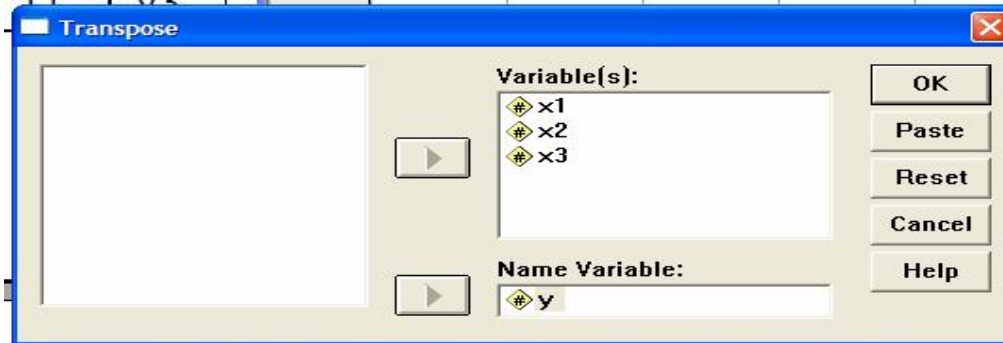 Transpose
Variable(s):
x1
x2
x3
OK
Paste
Reset
Cancel
Help
Name Variable:
y